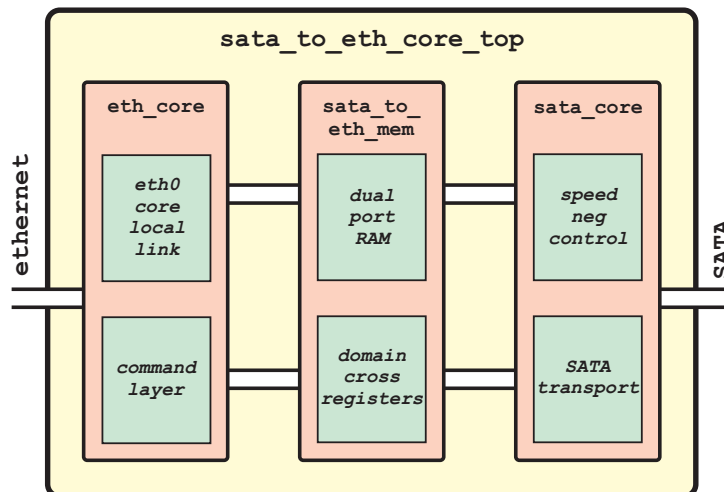 sata_to_eth_core_top
eth_core
sata_to_
eth_mem
sata_core
ethernet
eth0
core
local
link
dual
port
RAM
speed
neg
control
SATA
command
layer
domain
cross
registers
SATA
transport